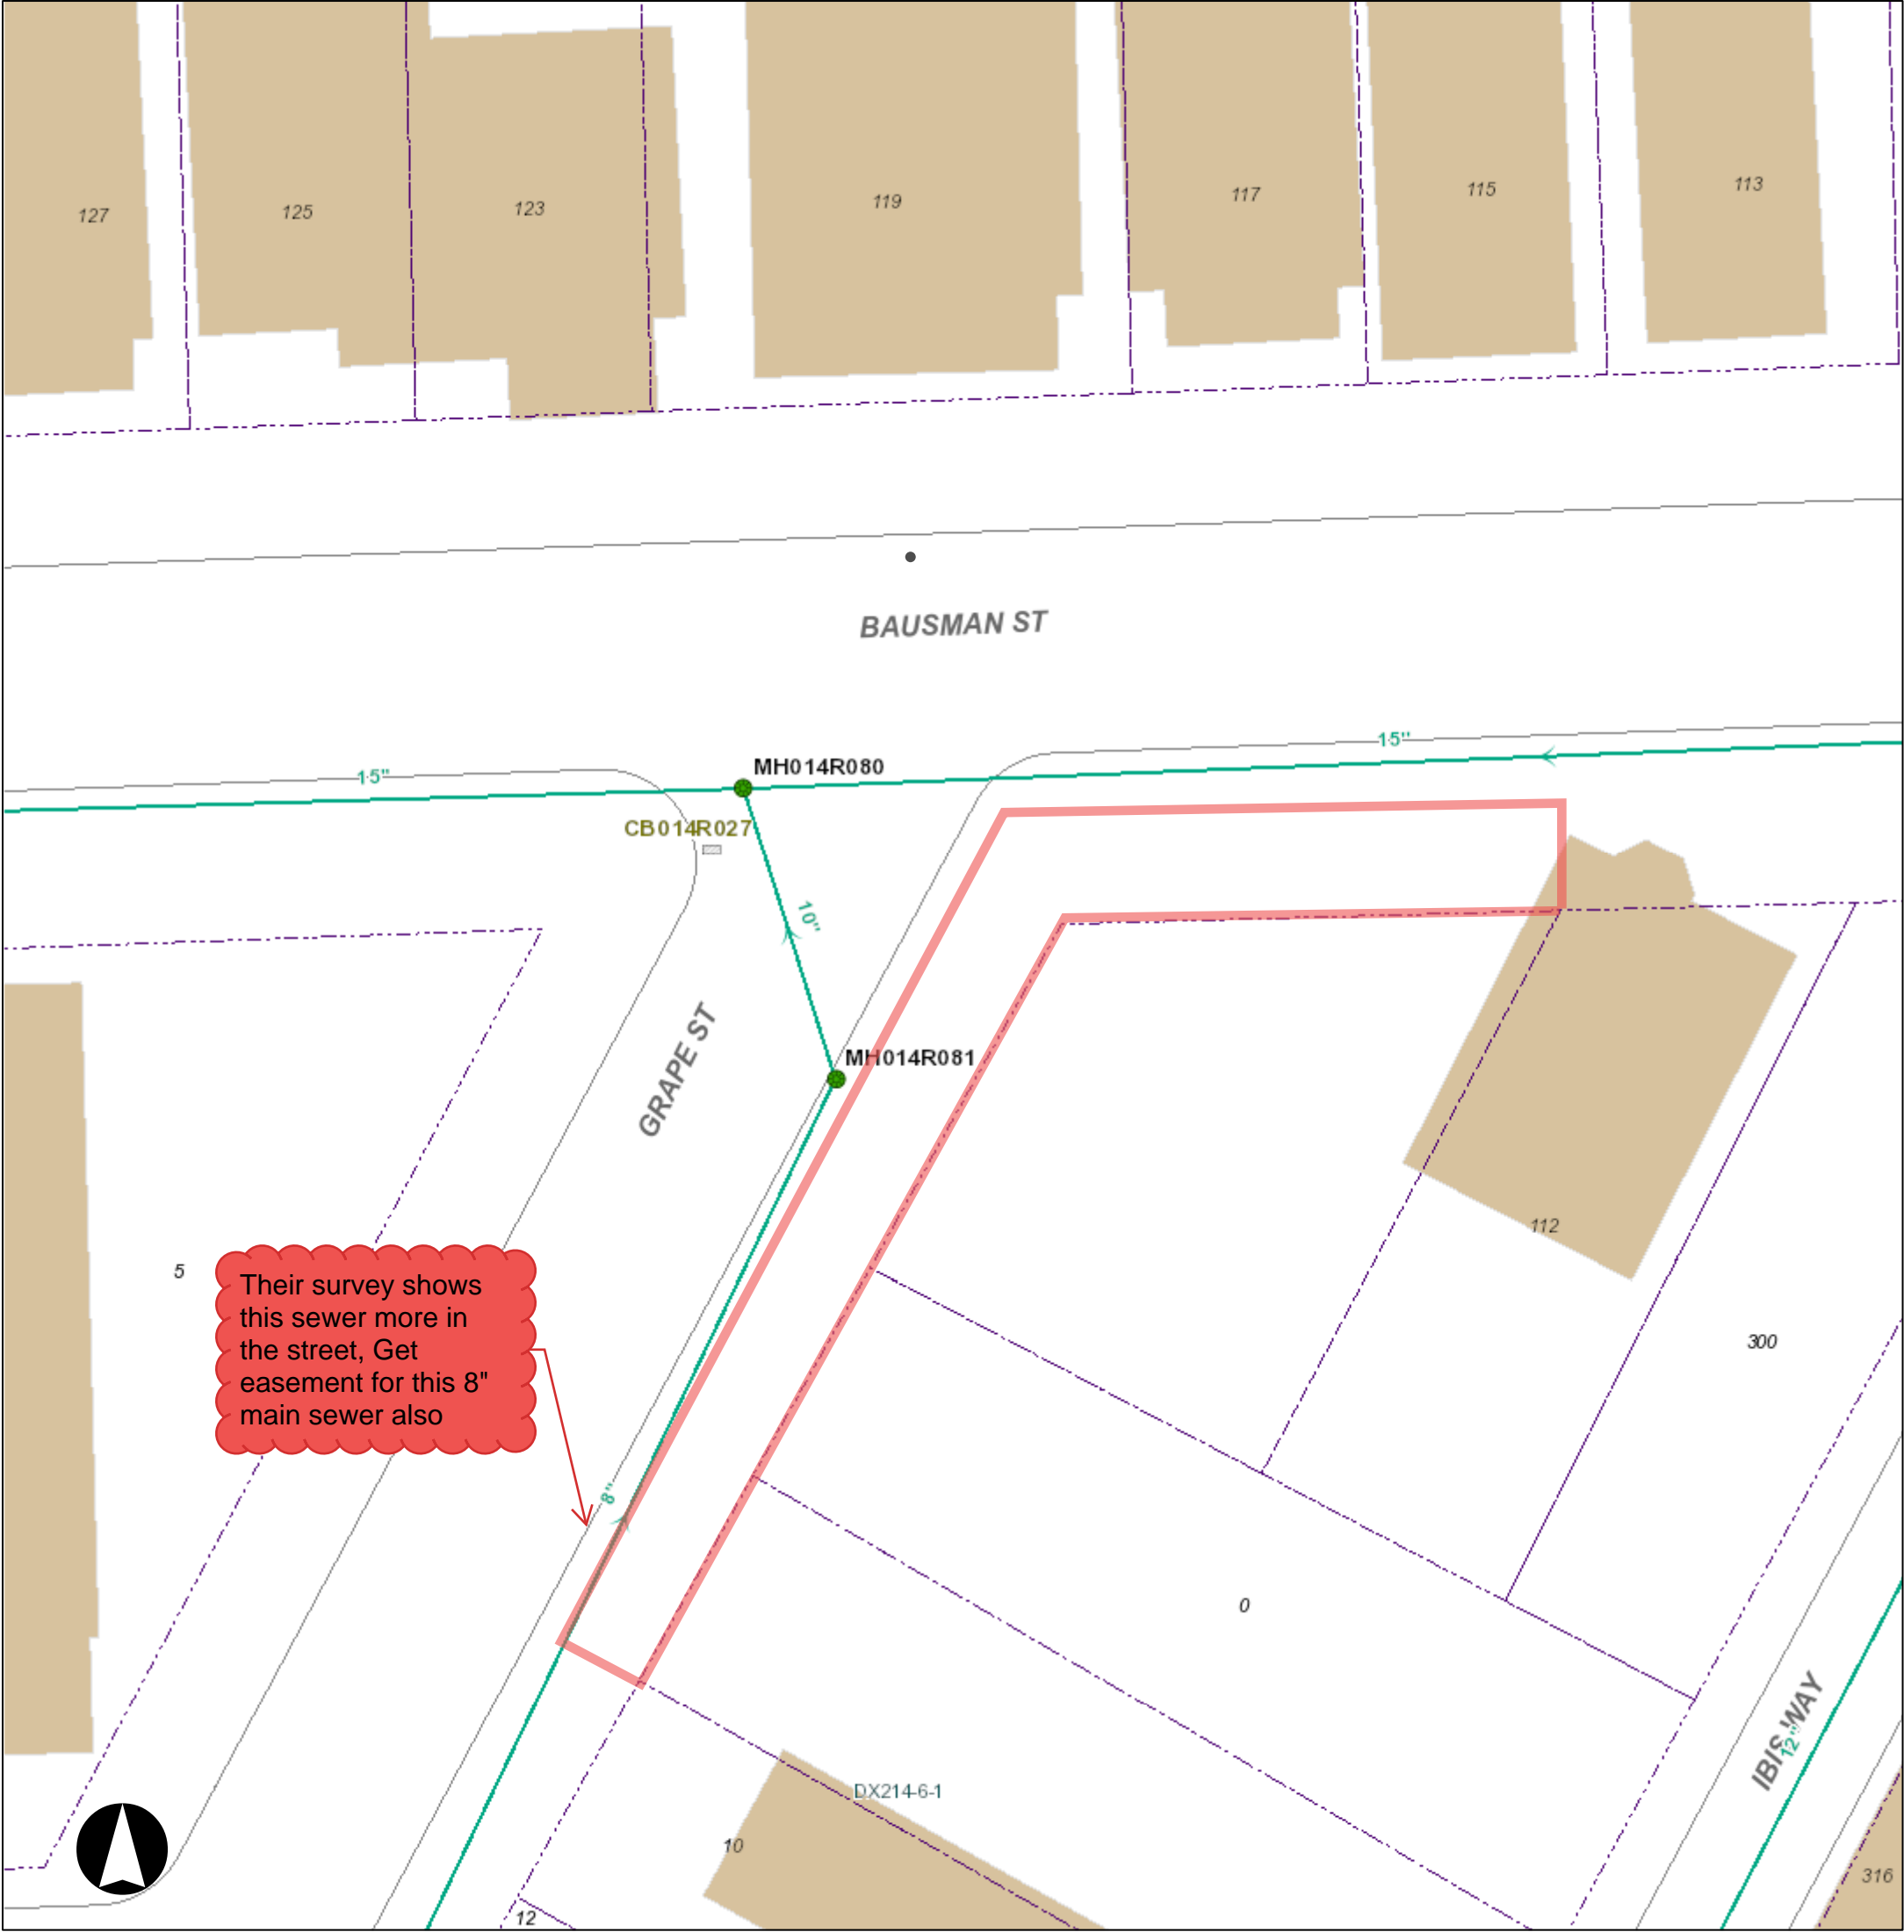 127
125
123
119
117
115
113
BAUSMAN ST
15"
15"
MH014R080
CB014R027
10"
GRAPE ST
MH014R081
112
5
Their survey shows
this sewer more in
the street, Get
easement for this 8"
main sewer also
300
8"
0
IBIS WAY
12"
DX214-6-1
10
316
12